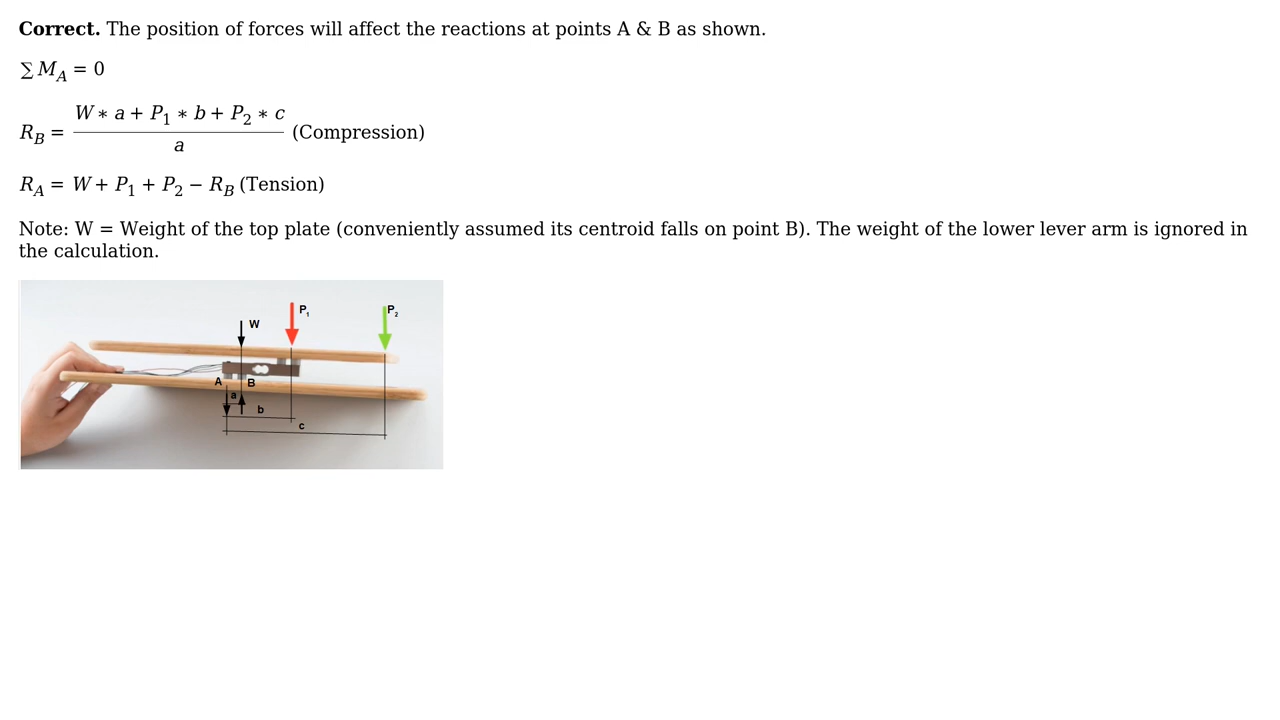 Correct. The position of forces will affect the reactions at points A & B as shown.
∑ M_A = 0
R_B = (W ∗ a + P_1 ∗ b + P_2 ∗ c) / a (Compression)
R_A = W + P_1 + P_2 − R_B (Tension)
Note: W = Weight of the top plate (conveniently assumed its centroid falls on point B). The weight of the lower lever arm is ignored in
the calculation.
P_1
P_2
W
A
B
a
b
c